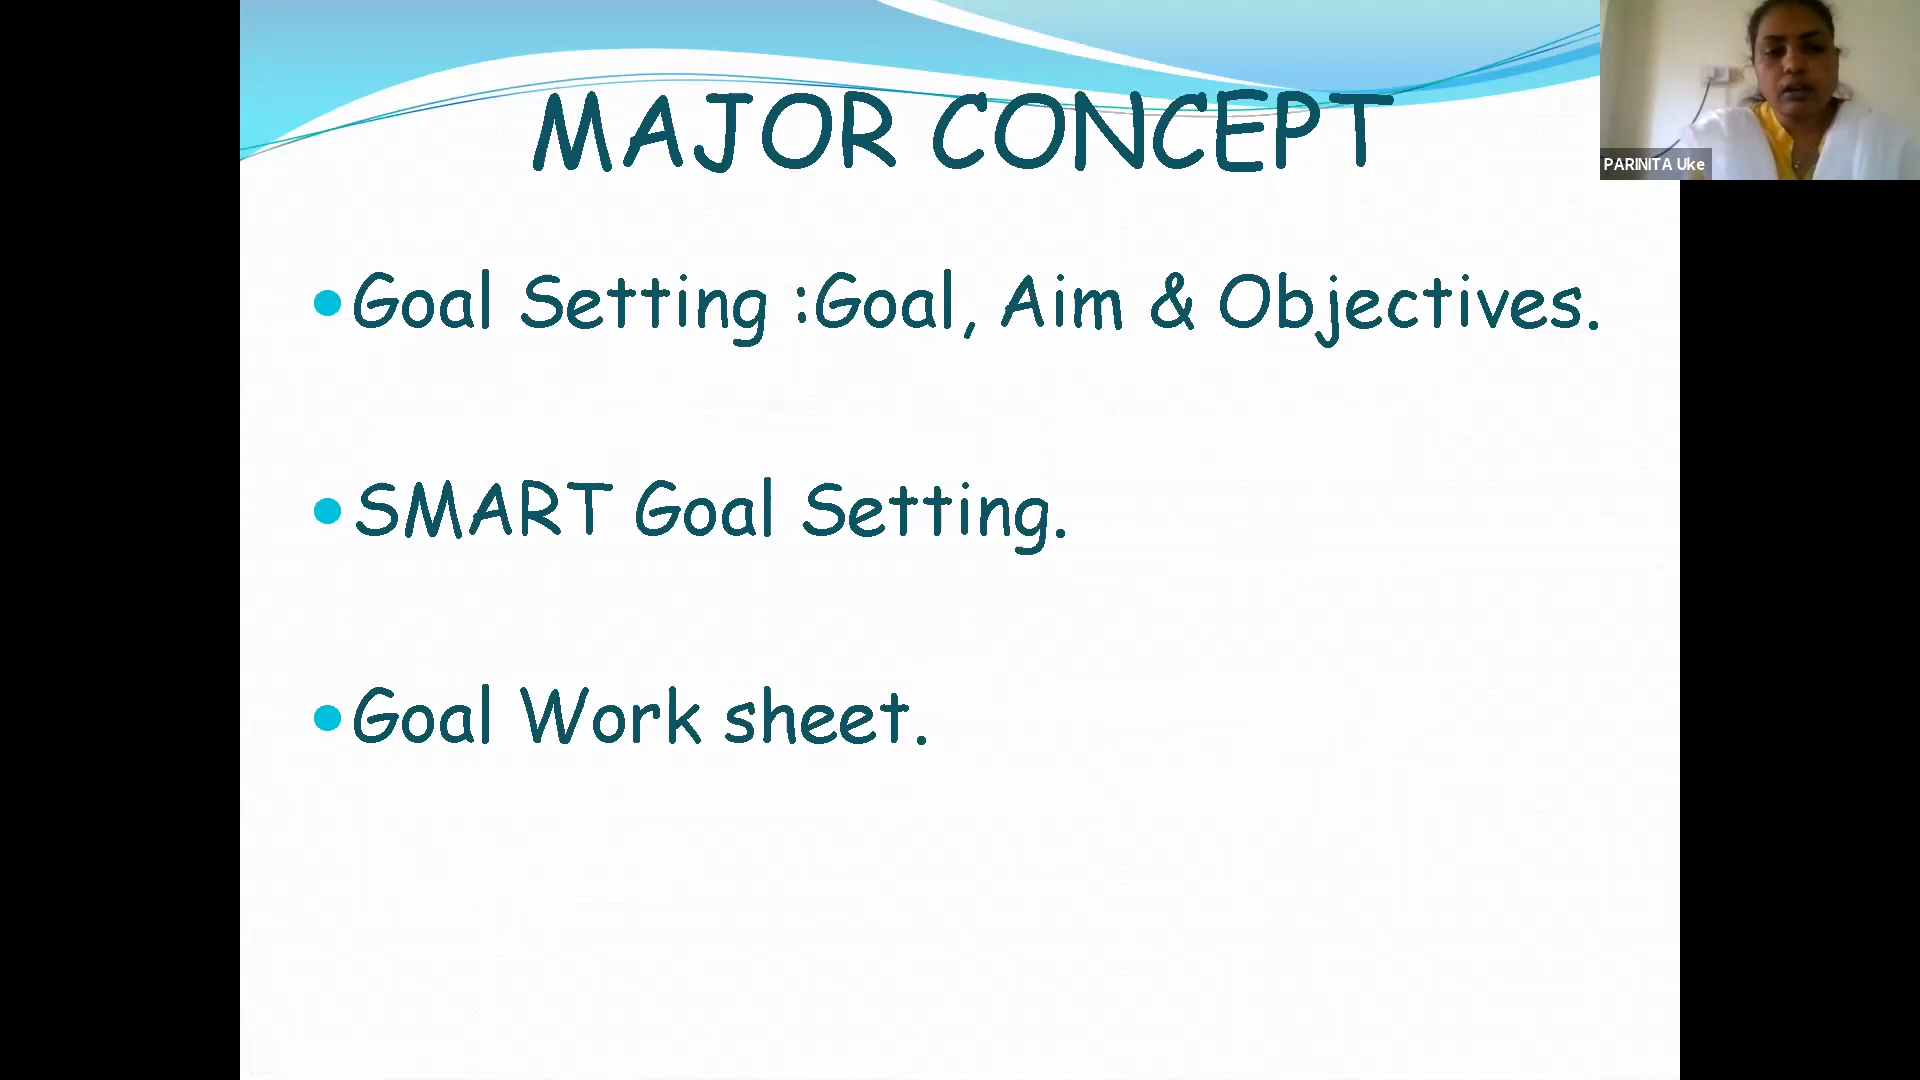 MAJOR CONCEPT
PARINITA Uke
Goal Setting :Goal, Aim & Objectives.
SMART Goal Setting.
Goal Work sheet.